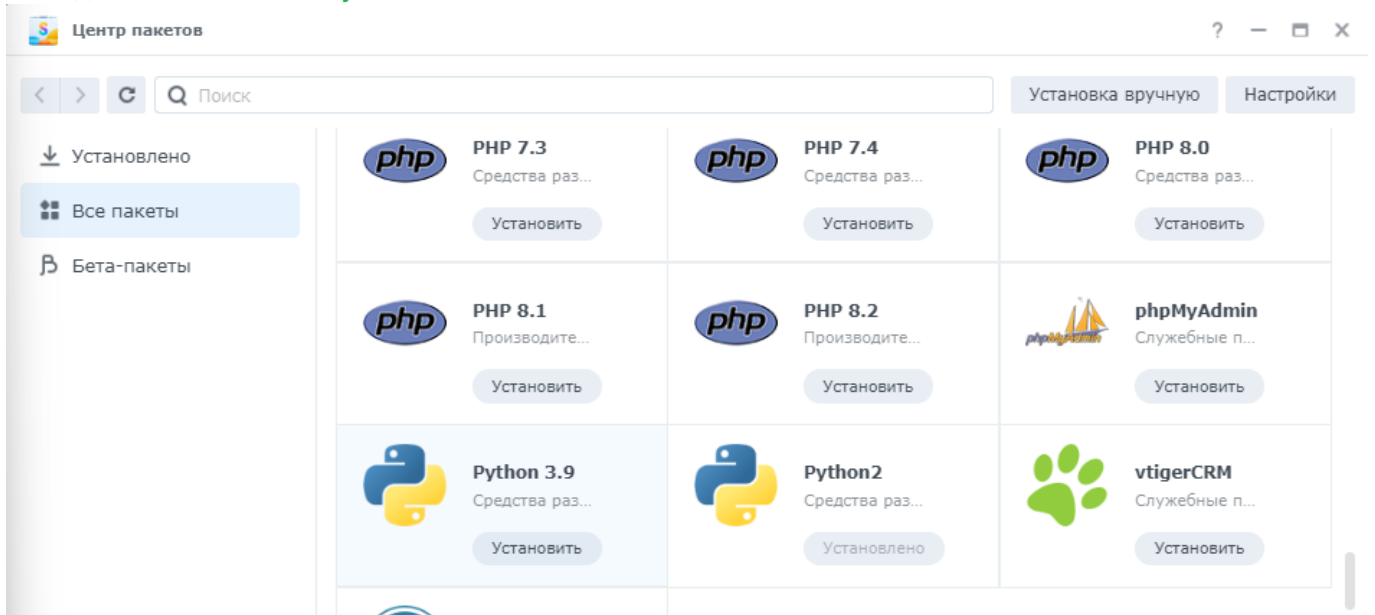 Центр пакетов
?
Поиск
Установка вручную
Настройки
Установлено
Все пакеты
Бета-пакеты
php
PHP 7.3
Средства раз...
Установить
php
PHP 7.4
Средства раз...
Установить
php
PHP 8.0
Средства раз...
Установить
php
PHP 8.1
Производите...
Установить
php
PHP 8.2
Производите...
Установить
phpMyAdmin
phpMyAdmin
Служебные п...
Установить
Python 3.9
Средства раз...
Установить
Python2
Средства раз...
Установлено
vtigerCRM
Служебные п...
Установить